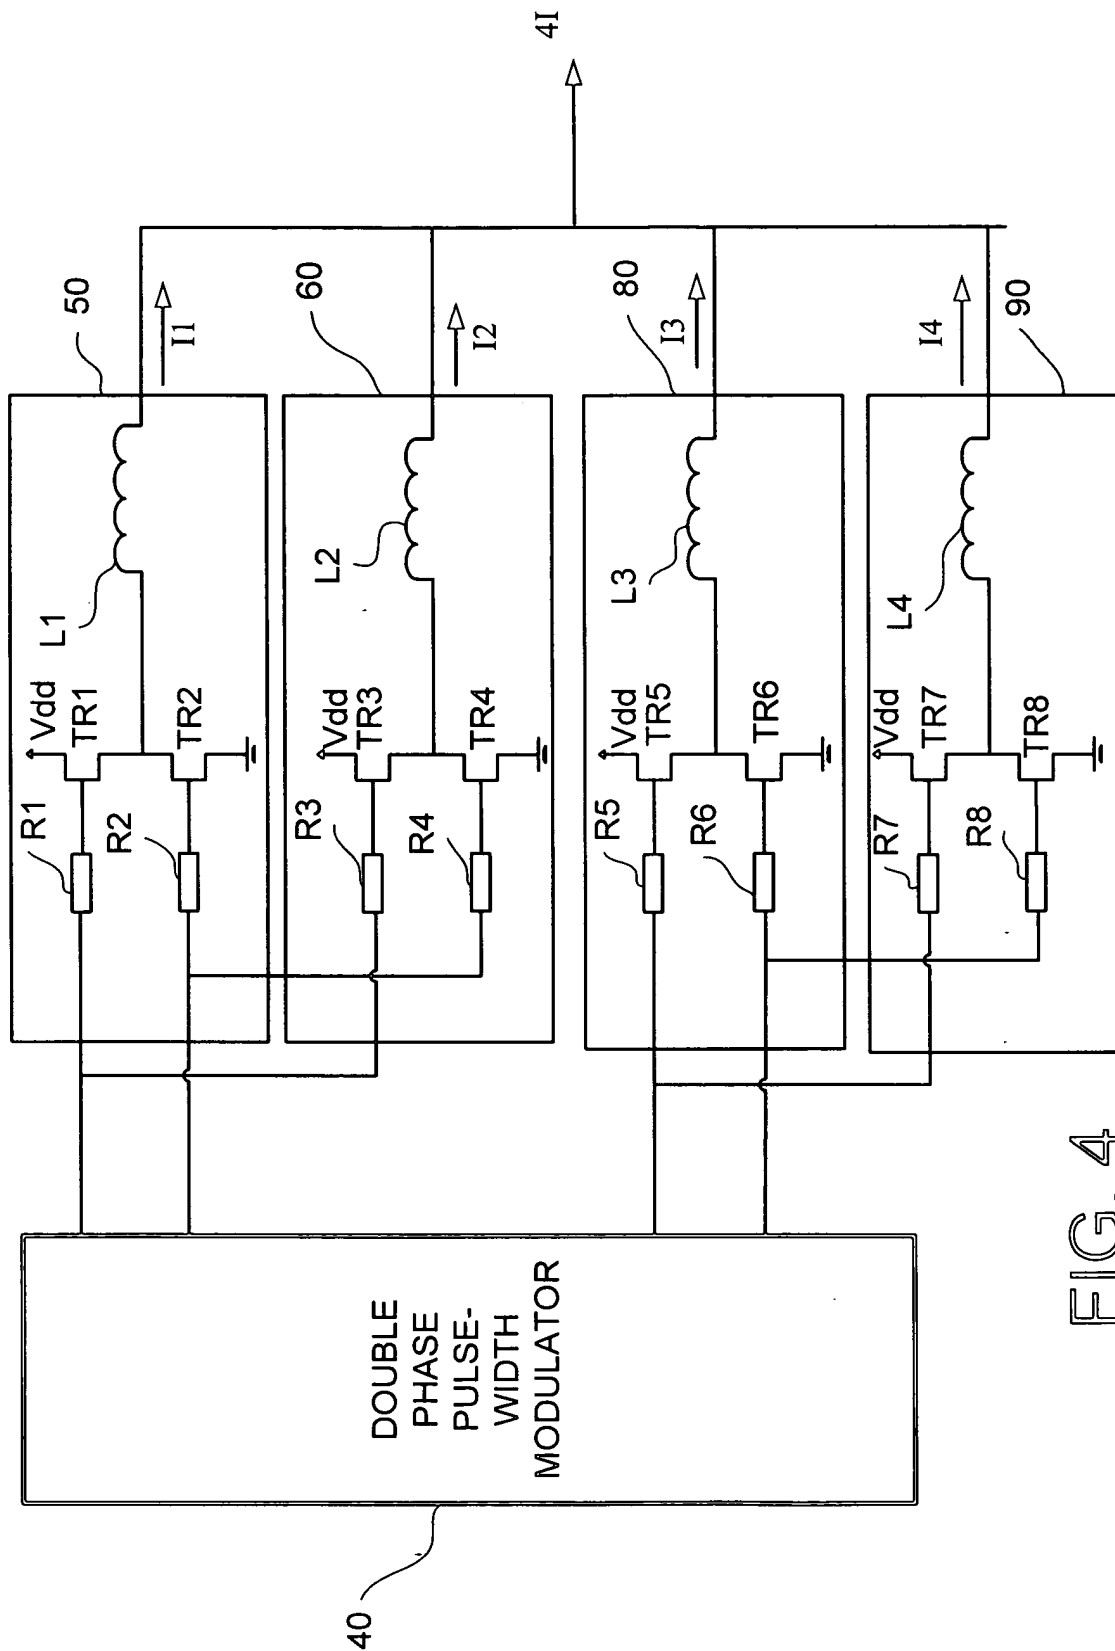 50
R1
Vdd
TR1
L1
I1
R2
TR2
60
R3
Vdd
TR3
L2
I2
R4
TR4
4I
40
DOUBLE
PHASE
PULSE-
WIDTH
MODULATOR
80
R5
Vdd
TR5
L3
I3
R6
TR6
R7
Vdd
TR7
L4
I4
R8
TR8
90
FIG. 4